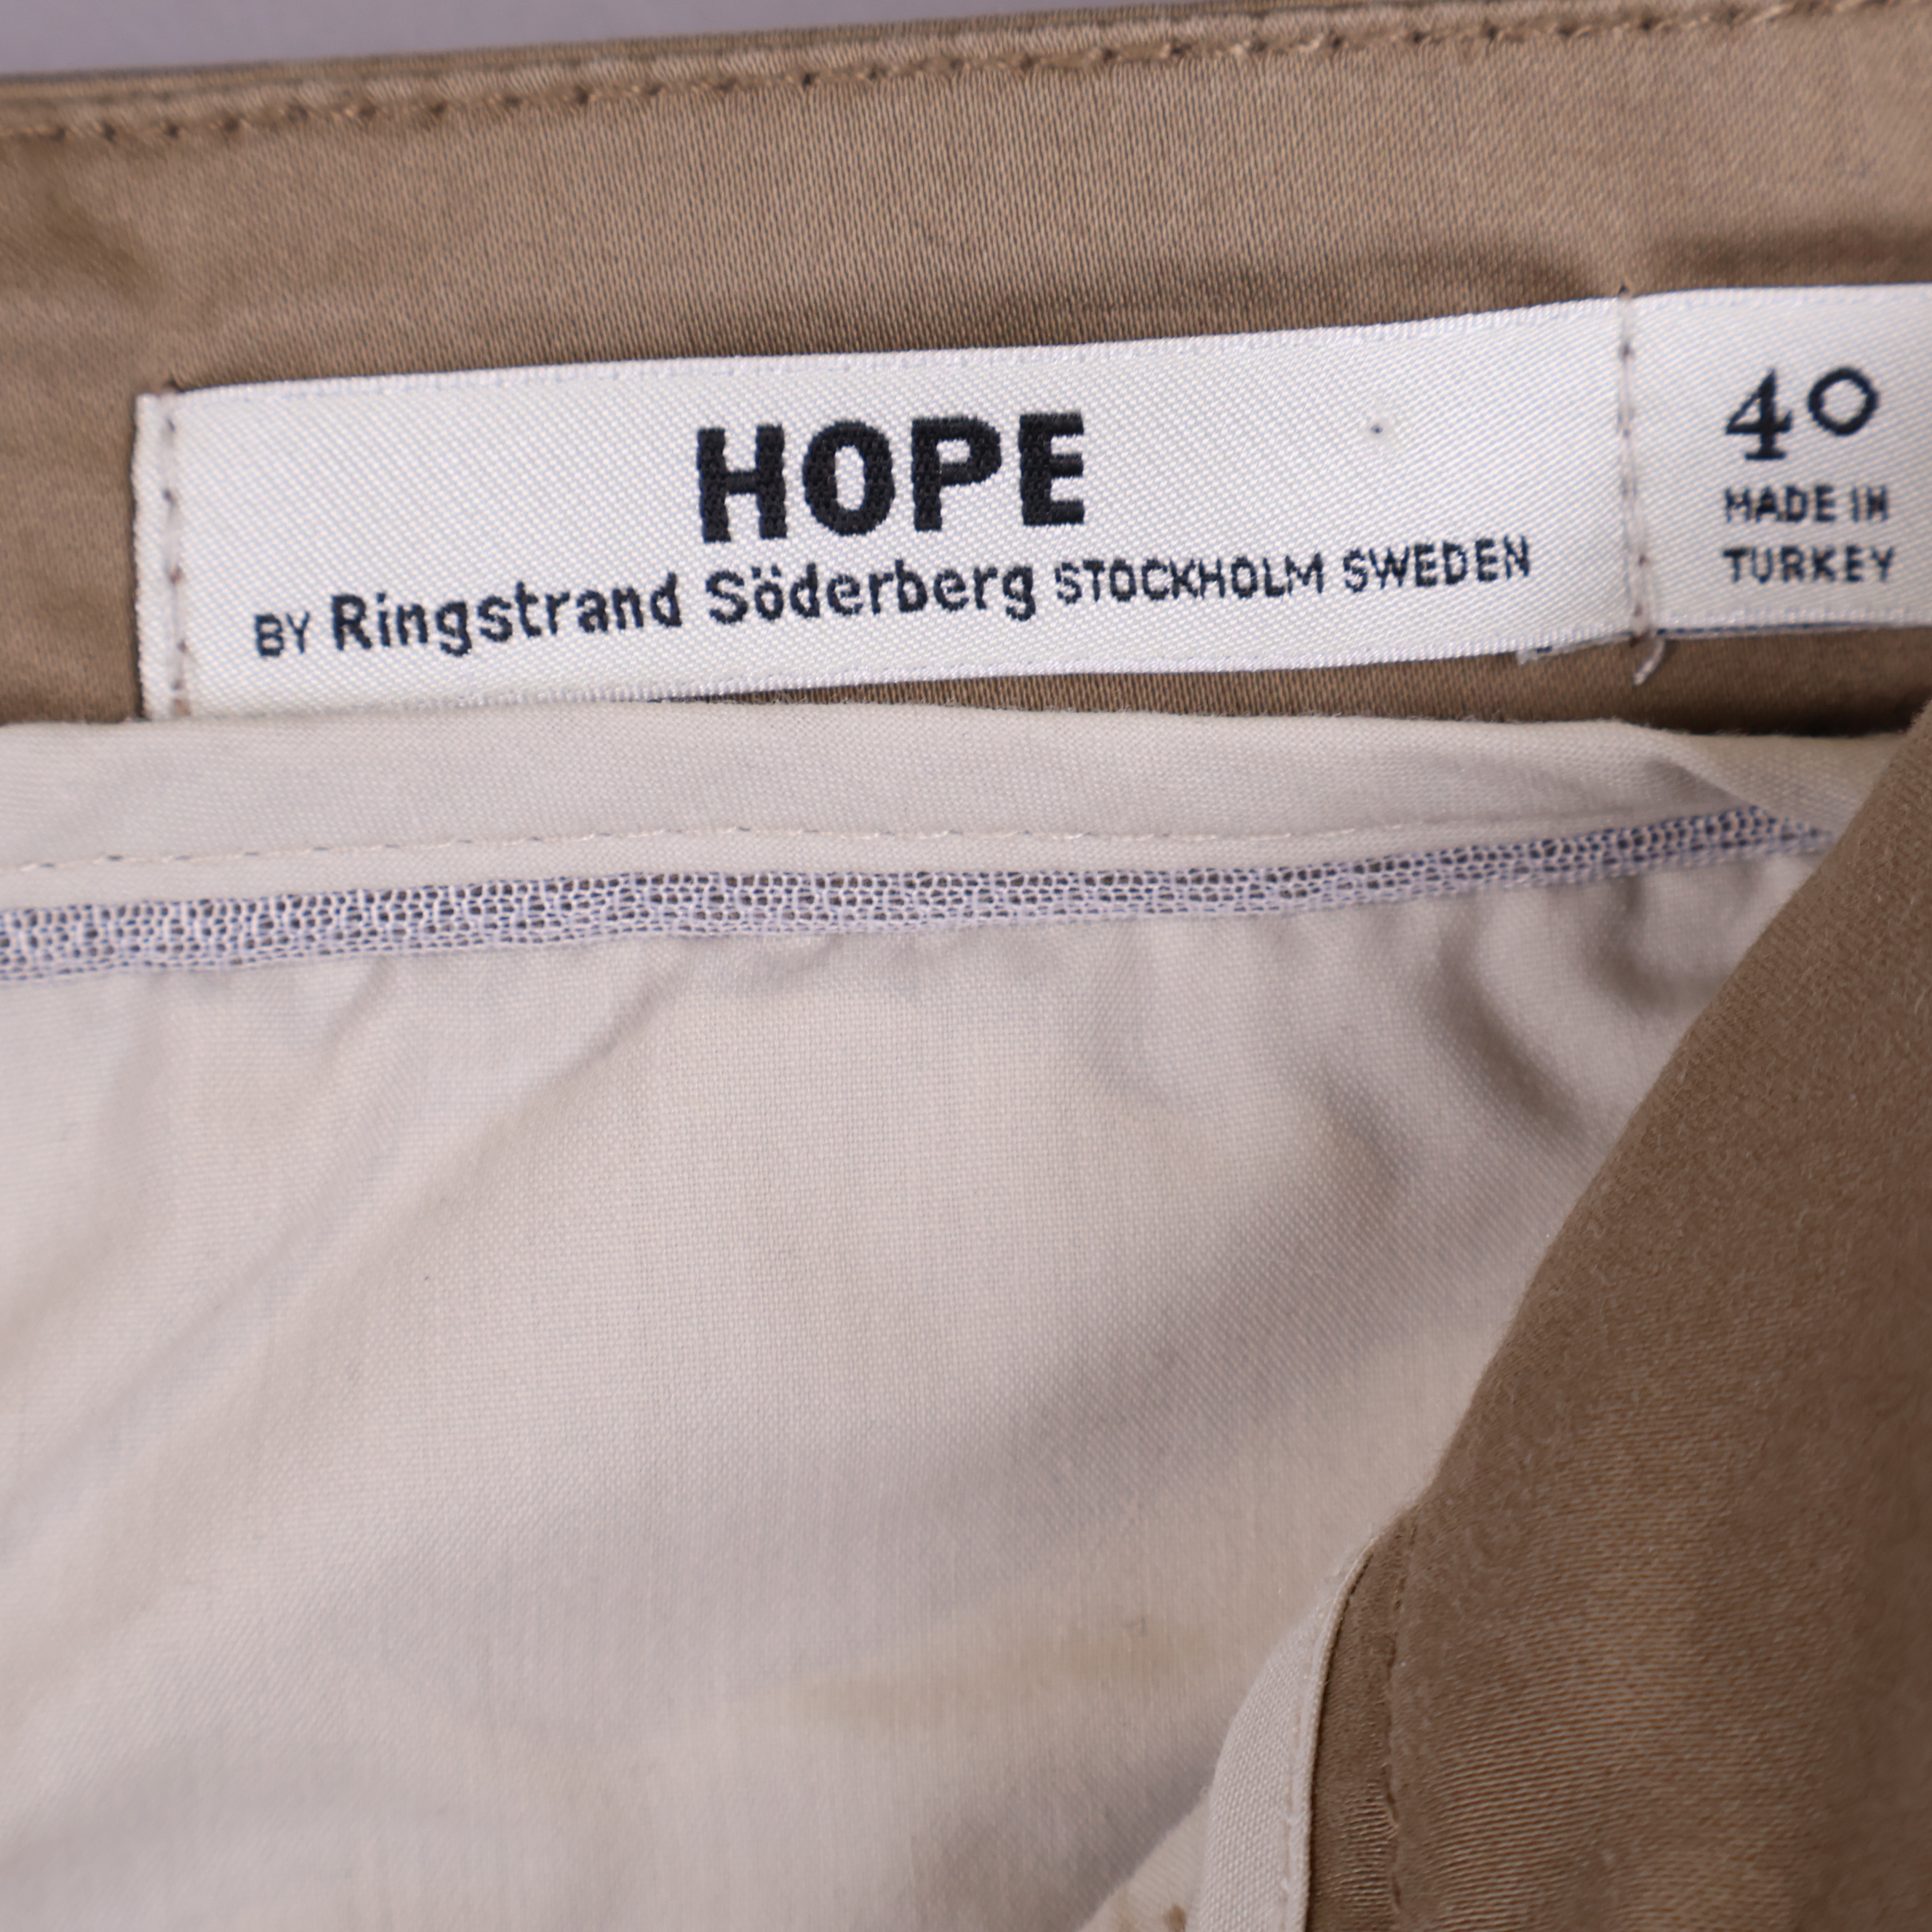 HOPE
BY Ringstrand Söderberg STOCKHOLM SWEDEN
40
MADE IN
TURKEY